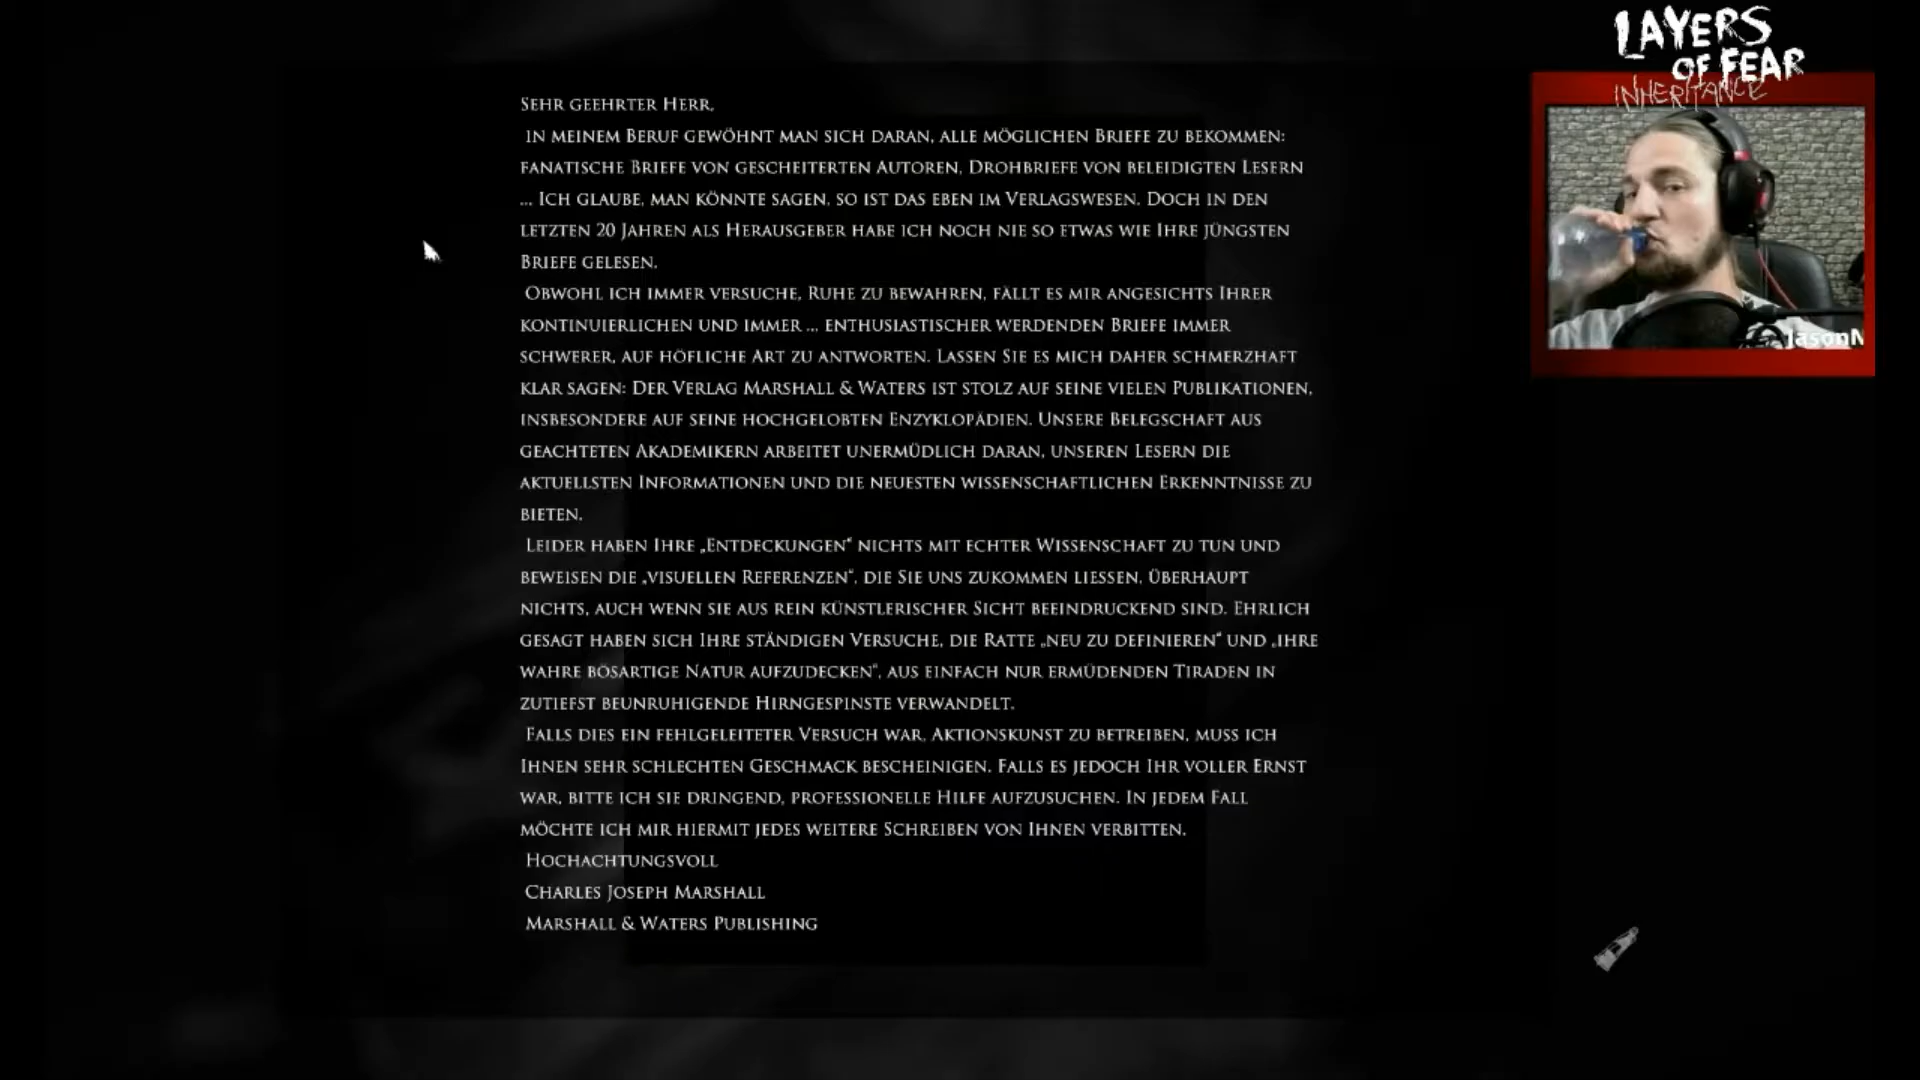 LAYERS
OF FEAR
INHERITANCE
Sehr geehrter Herr,
in meinem Beruf gewöhnt man sich daran, alle möglichen Briefe zu bekommen:
fanatische Briefe von gescheiterten Autoren, Drohbriefe von beleidigten Lesern
... Ich glaube, man könnte sagen, so ist das eben im Verlagswesen. Doch in den
letzten 20 Jahren als Herausgeber habe ich noch nie so etwas wie Ihre jüngsten
Briefe gelesen.
Obwohl ich immer versuche, Ruhe zu bewahren, fällt es mir angesichts Ihrer
kontinuierlichen und immer ... enthusiastischer werdenden Briefe immer
schwerer, auf höfliche Art zu antworten. Lassen Sie es mich daher schmerzhaft
klar sagen: Der Verlag Marshall & Waters ist stolz auf seine vielen Publikationen,
insbesondere auf seine hochgelobten Enzyklopädien. Unsere Belegschaft aus
geachteten Akademikern arbeitet unermüdlich daran, unseren Lesern die
aktuellsten Informationen und die neuesten wissenschaftlichen Erkenntnisse zu
bieten.
Leider haben Ihre „Entdeckungen“ nichts mit echter Wissenschaft zu tun und
beweisen die „visuellen Referenzen“, die Sie uns zukommen liessen, überhaupt
nichts, auch wenn sie aus rein künstlerischer Sicht beeindruckend sind. Ehrlich
gesagt haben sich Ihre ständigen Versuche, die Ratte „neu zu definieren“ und „ihre
wahre bösartige Natur aufzudecken“, aus einfach nur ermüdenden Tiraden in
zutiefst beunruhigende Hirngespinste verwandelt.
Falls dies ein fehlgeleiteter Versuch war, Aktionskunst zu betreiben, muss ich
Ihnen sehr schlechten Geschmack bescheinigen. Falls es jedoch Ihr voller Ernst
war, bitte ich Sie dringend, professionelle Hilfe aufzusuchen. In jedem Fall
möchte ich mir hiermit jedes weitere Schreiben von Ihnen verbitten.
Hochachtungsvoll
Charles Joseph Marshall
Marshall & Waters Publishing
JasonN